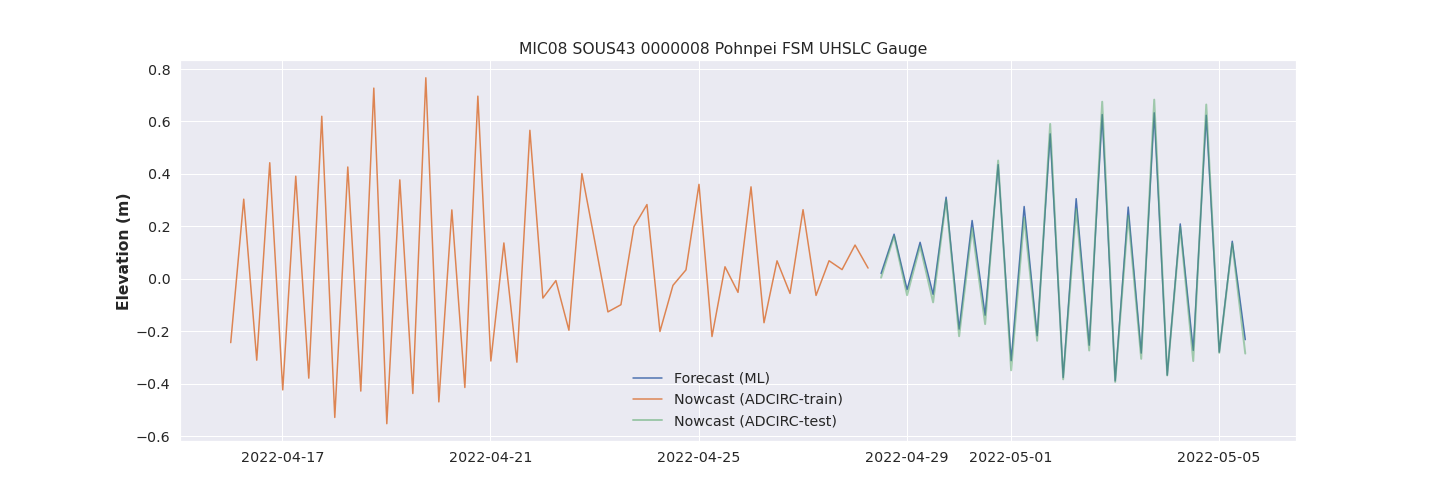 MIC08 SOUS43 0000008 Pohnpei FSM UHSLC Gauge
Elevation (m)
0.8
0.6
0.4
0.2
0.0
−0.2
−0.4
−0.6
Forecast (ML)
Nowcast (ADCIRC-train)
Nowcast (ADCIRC-test)
2022-04-17 2022-04-21 2022-04-25 2022-04-29 2022-05-01 2022-05-05